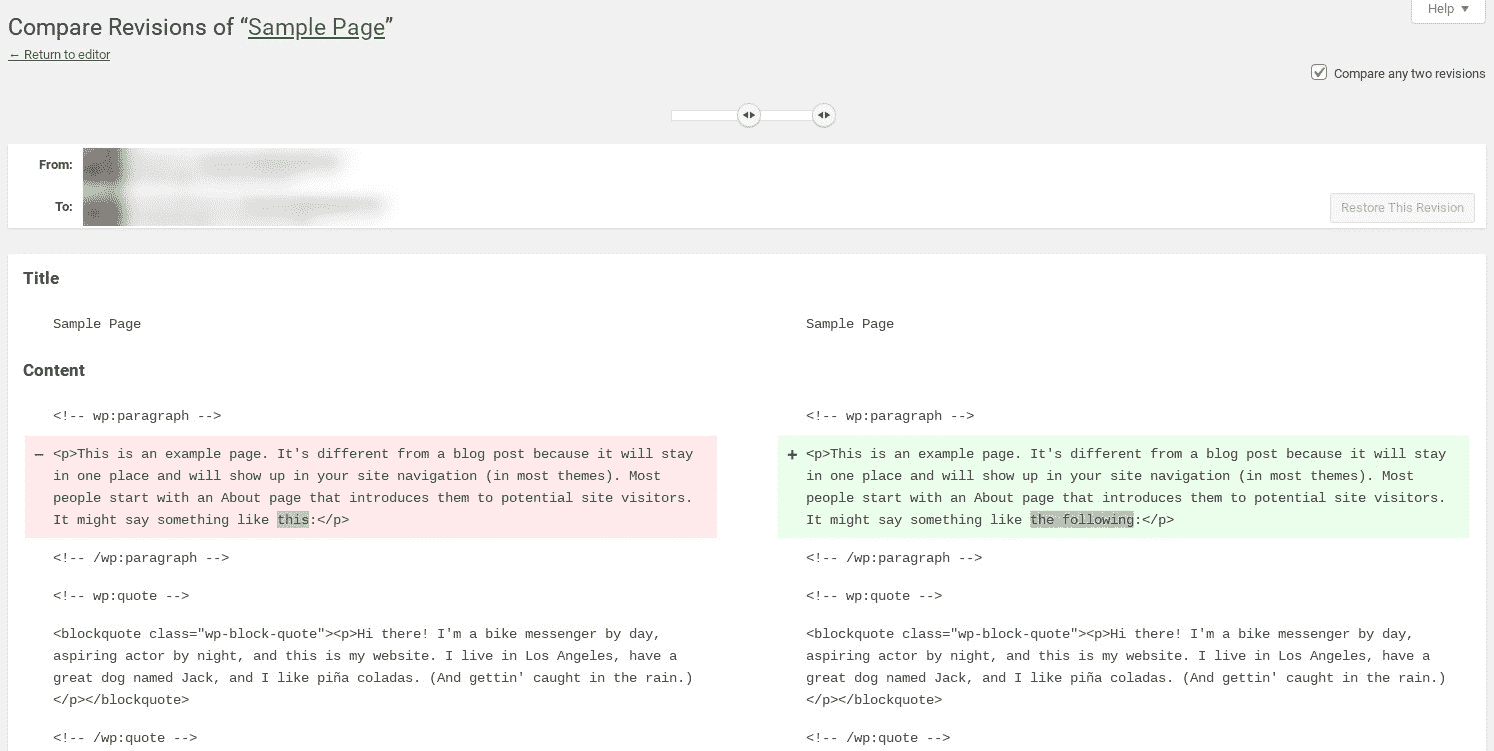 Compare Revisions of “Sample Page”
Help ▼
← Return to editor
Compare any two revisions
From:
To:
Restore This Revision
Title
Sample Page
Sample Page
Content
<!-- wp:paragraph -->
<!-- wp:paragraph -->
– <p>This is an example page. It's different from a blog post because it will stay
in one place and will show up in your site navigation (in most themes). Most
people start with an About page that introduces them to potential site visitors.
It might say something like this:</p>
+ <p>This is an example page. It's different from a blog post because it will stay
in one place and will show up in your site navigation (in most themes). Most
people start with an About page that introduces them to potential site visitors.
It might say something like the following:</p>
<!-- /wp:paragraph -->
<!-- /wp:paragraph -->
<!-- wp:quote -->
<!-- wp:quote -->
<blockquote class="wp-block-quote"><p>Hi there! I'm a bike messenger by day,
aspiring actor by night, and this is my website. I live in Los Angeles, have a
great dog named Jack, and I like piña coladas. (And gettin' caught in the rain.)
</p></blockquote>
<blockquote class="wp-block-quote"><p>Hi there! I'm a bike messenger by day,
aspiring actor by night, and this is my website. I live in Los Angeles, have a
great dog named Jack, and I like piña coladas. (And gettin' caught in the rain.)
</p></blockquote>
<!-- /wp:quote -->
<!-- /wp:quote -->